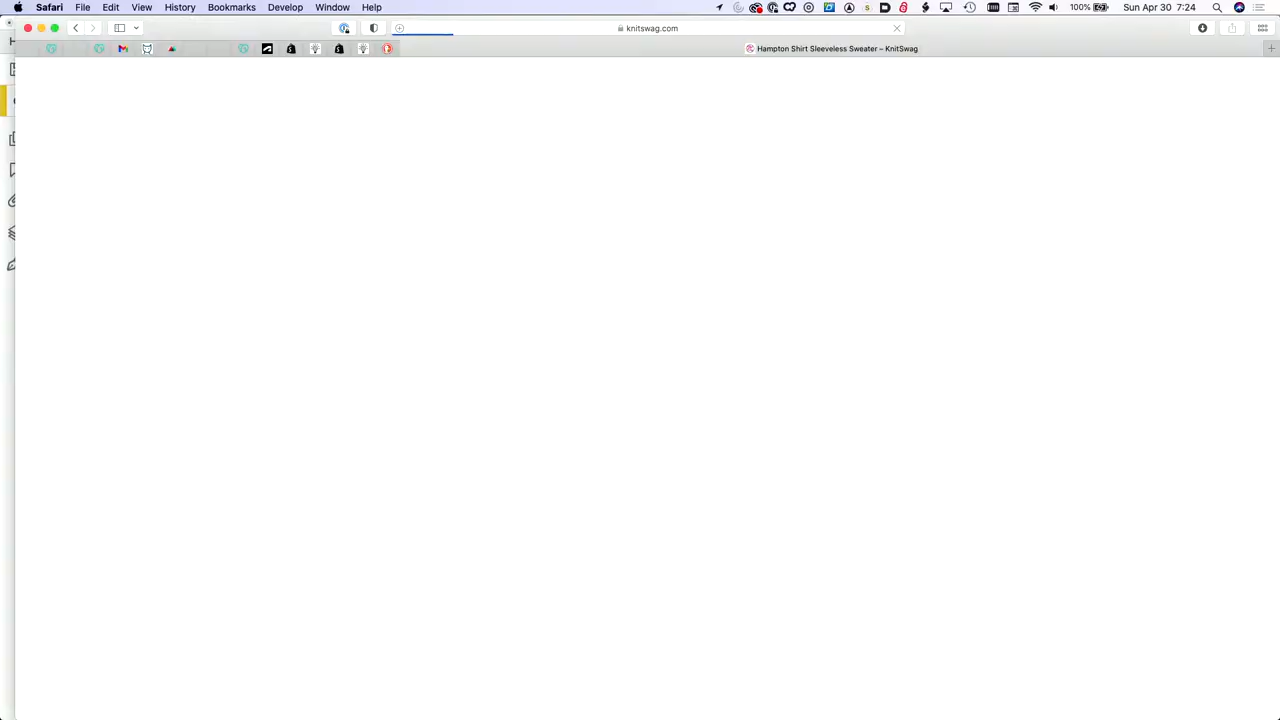 Safari File Edit View History Bookmarks Develop Window Help 100% Sun Apr 30 7:24
knitswag.com
Hampton Shirt Sleeveless Sweater – KnitSwag